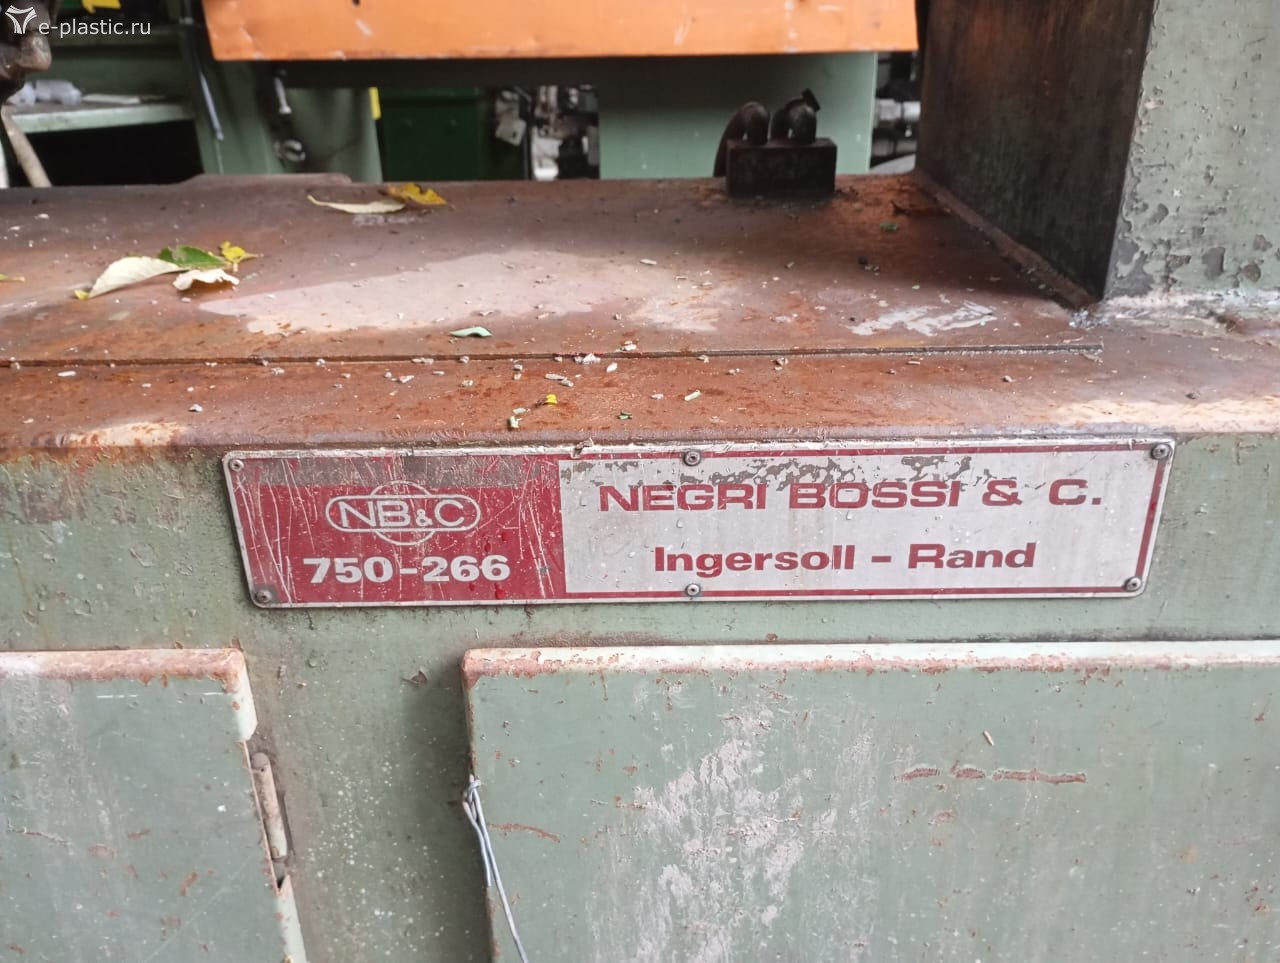 e-plastic.ru
NB&C
750-266
NEGRI BOSSI & C.
Ingersoll - Rand